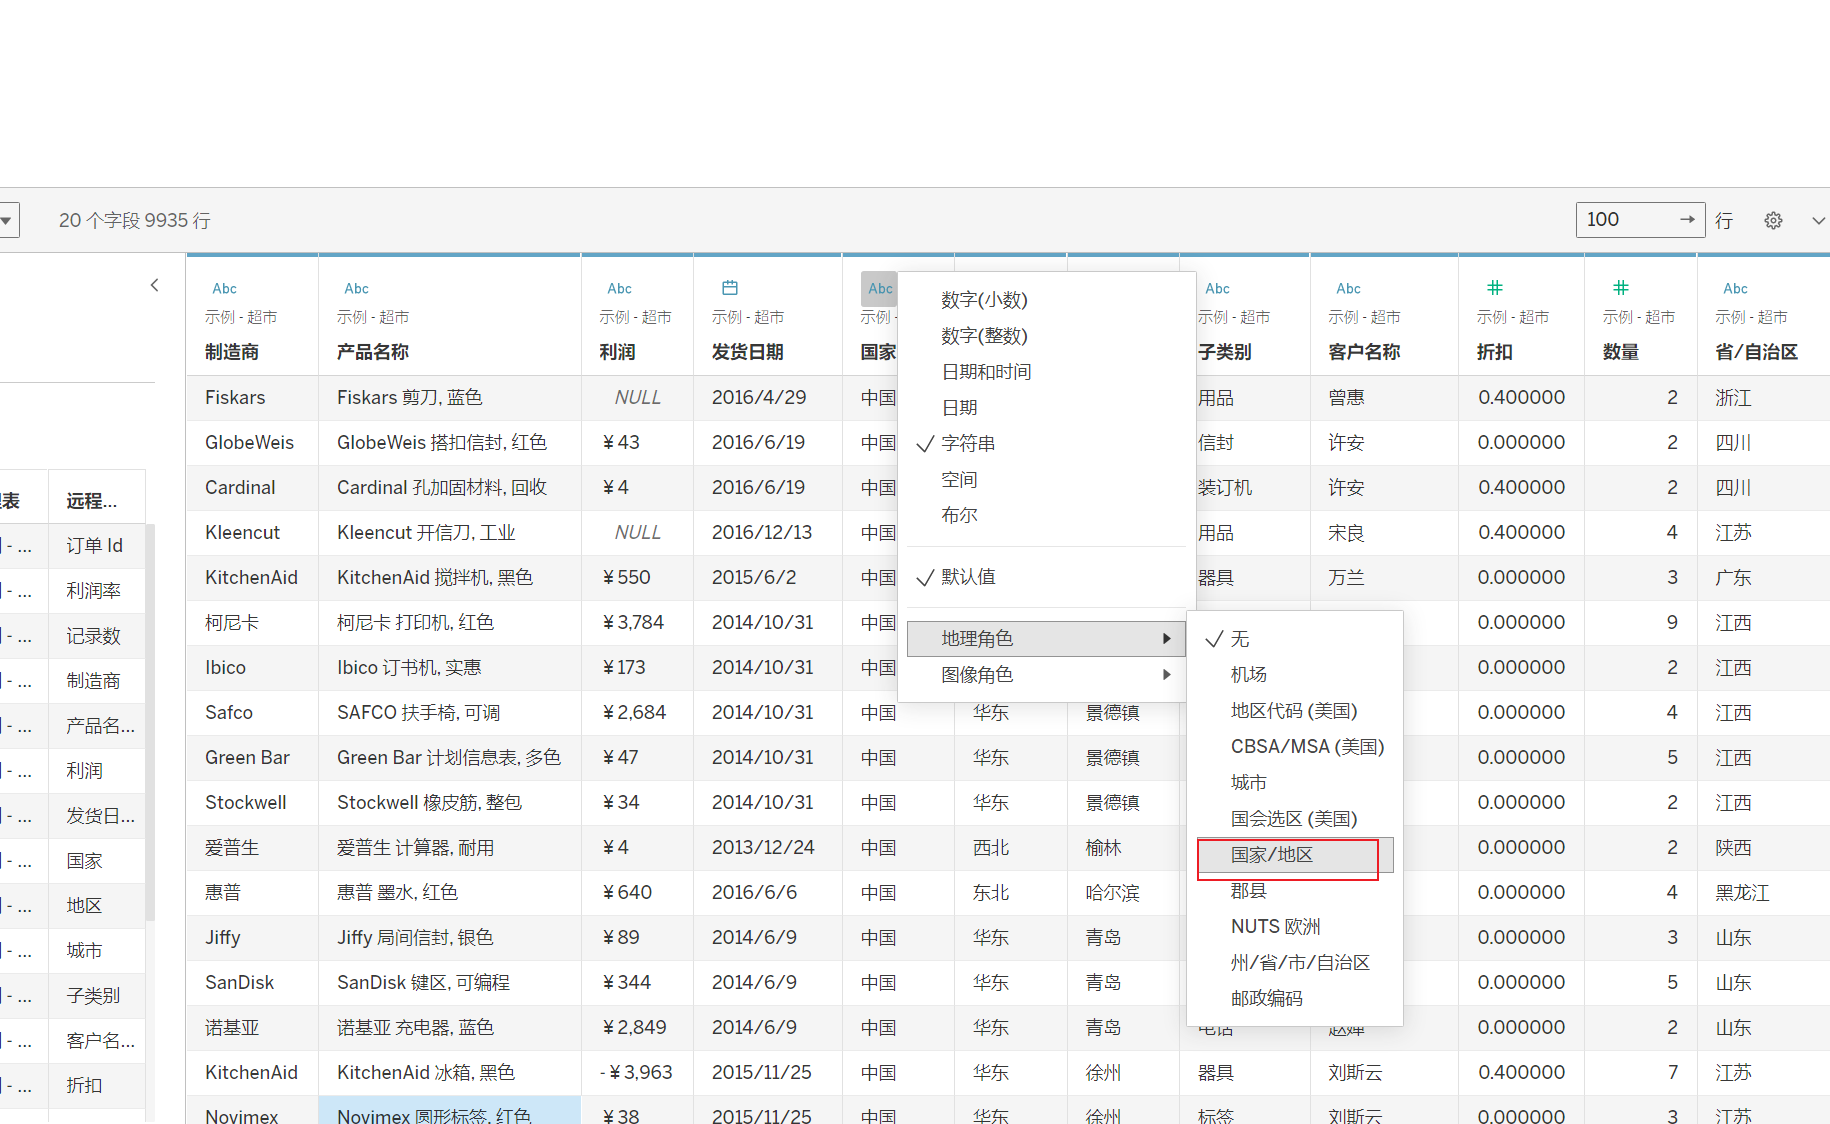 20 个字段 9935 行
100 → 行
Abc Abc Abc Abc Abc Abc Abc
示例 - 超市 示例 - 超市 示例 - 超市 示例 - 超市 示例 - 示例 - 超市 示例 - 超市 示例 - 超市 示例 - 超市 示例 - 超市
制造商 产品名称 利润 发货日期 国家 子类别 客户名称 折扣 数量 省/自治区
Fiskars Fiskars 剪刀, 蓝色 NULL 2016/4/29 中国 用品 曾惠 0.400000 2 浙江
GlobeWeis GlobeWeis 搭扣信封, 红色 ¥43 2016/6/19 中国 信封 许安 0.000000 2 四川
Cardinal Cardinal 孔加固材料, 回收 ¥4 2016/6/19 中国 装订机 许安 0.400000 2 四川
Kleencut Kleencut 开信刀, 工业 NULL 2016/12/13 中国 用品 宋良 0.400000 4 江苏
KitchenAid KitchenAid 搅拌机, 黑色 ¥550 2015/6/2 中国 器具 万兰 0.000000 3 广东
柯尼卡 柯尼卡 打印机, 红色 ¥3,784 2014/10/31 中国 0.000000 9 江西
Ibico Ibico 订书机, 实惠 ¥173 2014/10/31 中国 0.000000 2 江西
Safco SAFCO 扶手椅, 可调 ¥2,684 2014/10/31 中国 华东 景德镇 0.000000 4 江西
Green Bar Green Bar 计划信息表, 多色 ¥47 2014/10/31 中国 华东 景德镇 0.000000 5 江西
Stockwell Stockwell 橡皮筋, 整包 ¥34 2014/10/31 中国 华东 景德镇 0.000000 2 江西
爱普生 爱普生 计算器, 耐用 ¥4 2013/12/24 中国 西北 榆林 0.000000 2 陕西
惠普 惠普 墨水, 红色 ¥640 2016/6/6 中国 东北 哈尔滨 0.000000 4 黑龙江
Jiffy Jiffy 局间信封, 银色 ¥89 2014/6/9 中国 华东 青岛 0.000000 3 山东
SanDisk SanDisk 键区, 可编程 ¥344 2014/6/9 中国 华东 青岛 0.000000 5 山东
诺基亚 诺基亚 充电器, 蓝色 ¥2,849 2014/6/9 中国 华东 青岛 电话 赵婵 0.000000 2 山东
KitchenAid KitchenAid 冰箱, 黑色 -¥3,963 2015/11/25 中国 华东 徐州 器具 刘斯云 0.400000 7 江苏
Novimex Novimex 圆形标签, 红色 ¥38 2015/11/25 中国 华东 徐州 标签 刘斯云 0.000000 3 江苏
数字(小数)
数字(整数)
日期和时间
日期
字符串
空间
布尔
默认值
地理角色
图像角色
无
机场
地区代码 (美国)
CBSA/MSA (美国)
城市
国会选区 (美国)
国家/地区
郡县
NUTS 欧洲
州/省/市/自治区
邮政编码
表 远程...
- ... 订单 Id
- ... 利润率
- ... 记录数
- ... 制造商
- ... 产品名...
- ... 利润
- ... 发货日...
- ... 国家
- ... 地区
- ... 城市
- ... 子类别
- ... 客户名...
- ... 折扣